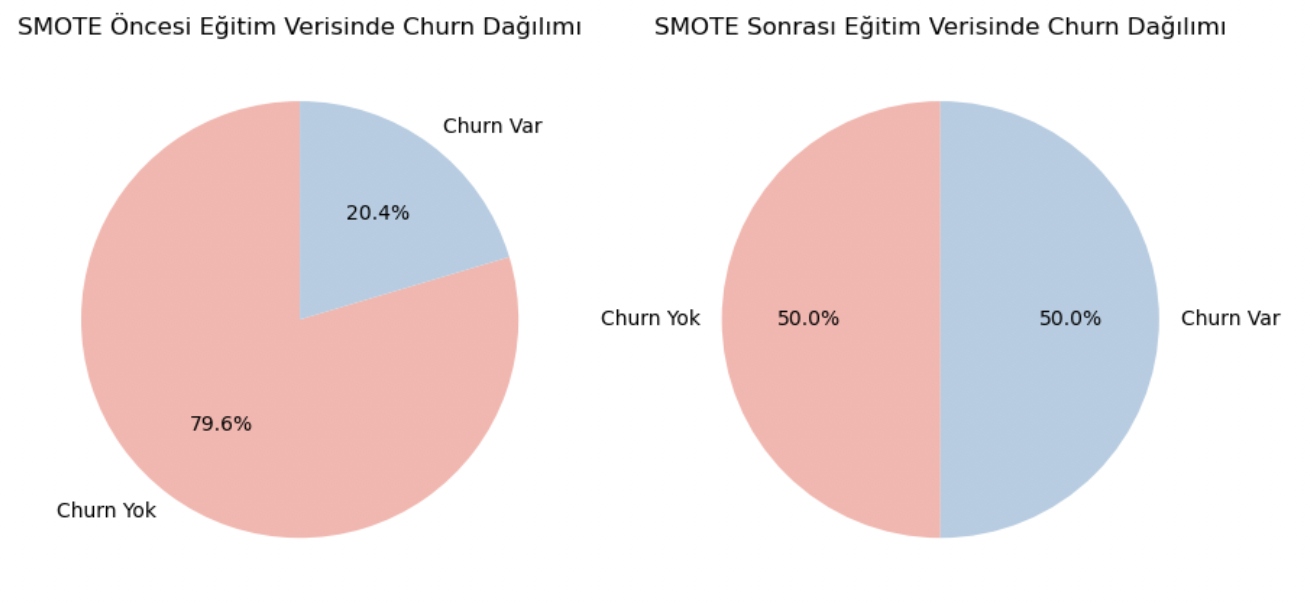 SMOTE Öncesi Eğitim Verisinde Churn Dağılımı
Churn Var
20.4%
79.6%
Churn Yok
SMOTE Sonrası Eğitim Verisinde Churn Dağılımı
Churn Yok
50.0%
50.0%
Churn Var